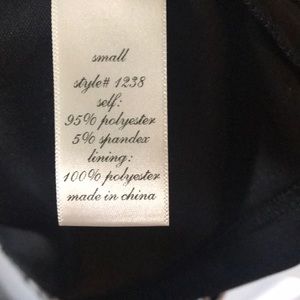 small
style# 1238
self:
95% polyester
5% spandex
lining:
100% polyester
made in china